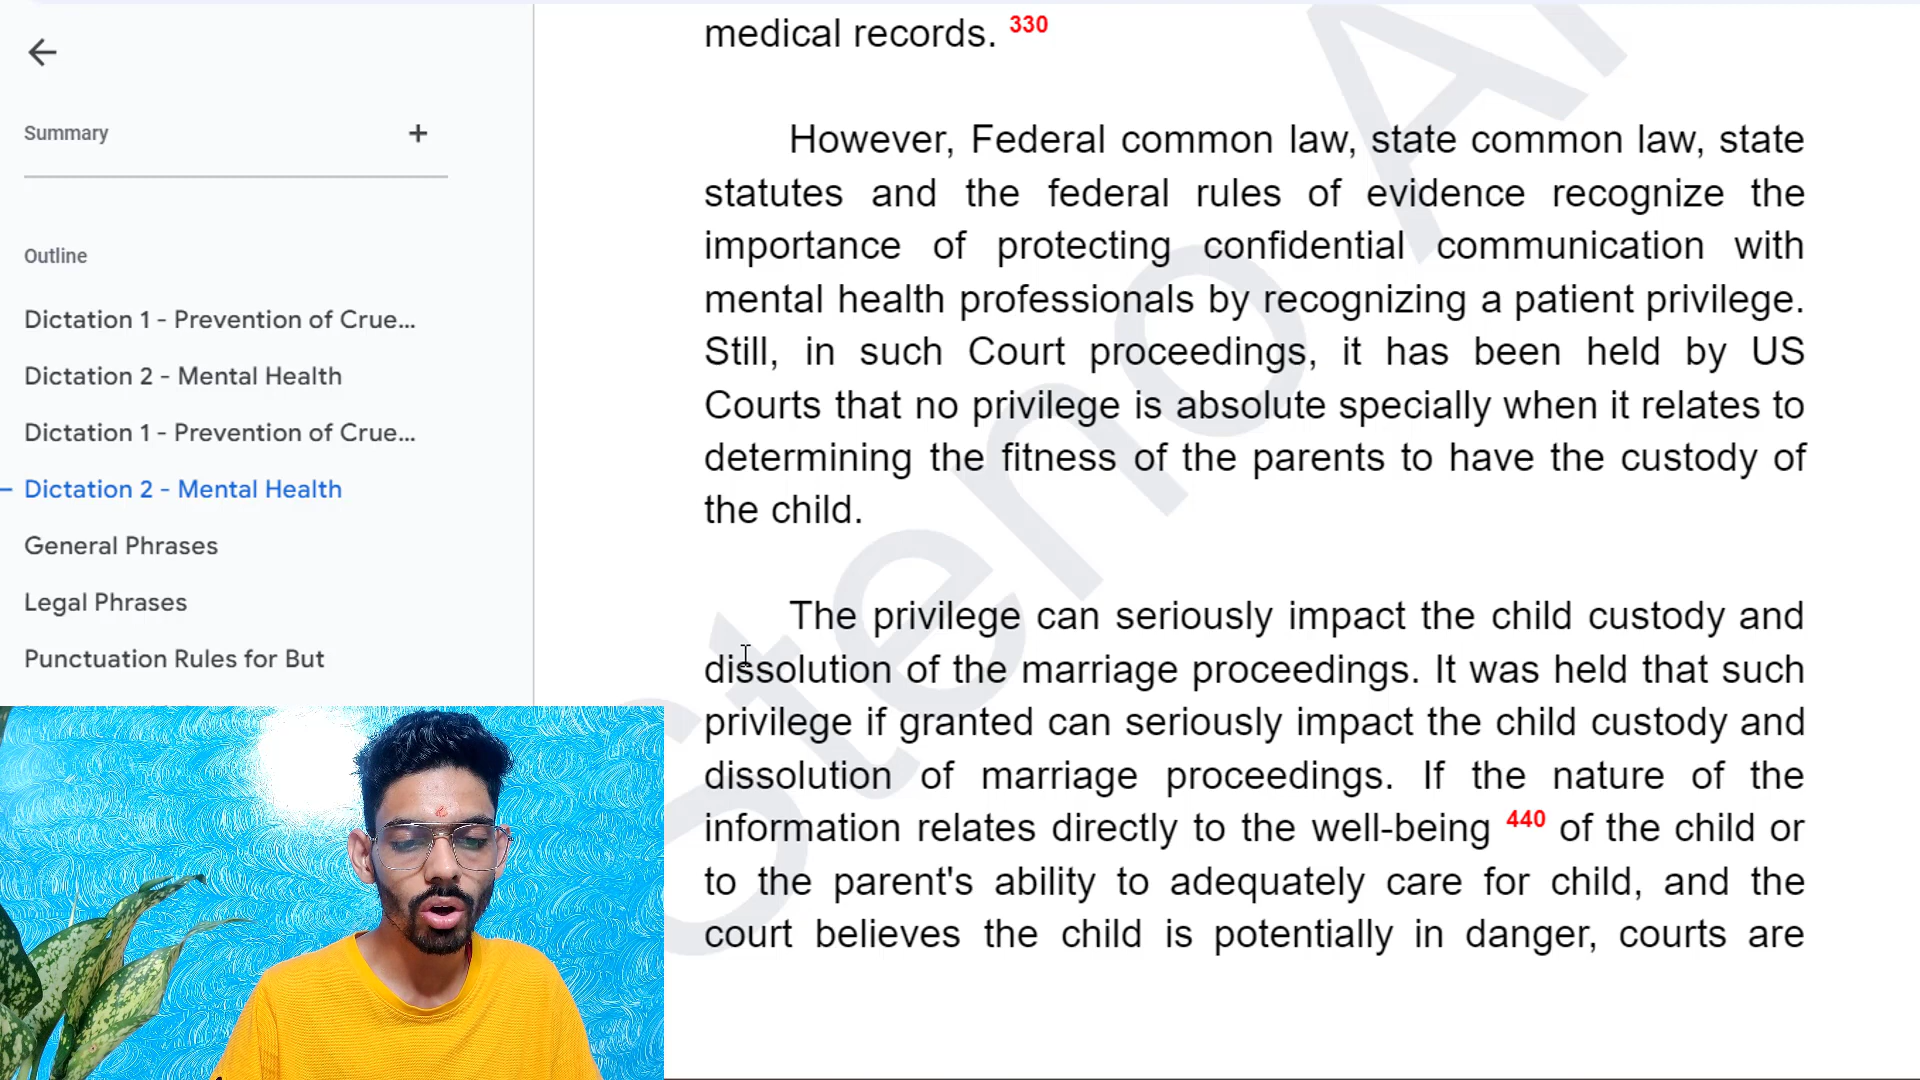 Summary
+
Outline
Dictation 1 - Prevention of Crue...
Dictation 2 - Mental Health
Dictation 1 - Prevention of Crue...
Dictation 2 - Mental Health
General Phrases
Legal Phrases
Punctuation Rules for But
medical records. 330
However, Federal common law, state common law, state
statutes and the federal rules of evidence recognize the
importance of protecting confidential communication with
mental health professionals by recognizing a patient privilege.
Still, in such Court proceedings, it has been held by US
Courts that no privilege is absolute specially when it relates to
determining the fitness of the parents to have the custody of
the child.
The privilege can seriously impact the child custody and
dissolution of the marriage proceedings. It was held that such
privilege if granted can seriously impact the child custody and
dissolution of marriage proceedings. If the nature of the
information relates directly to the well-being 440 of the child or
to the parent's ability to adequately care for child, and the
court believes the child is potentially in danger, courts are
Steno